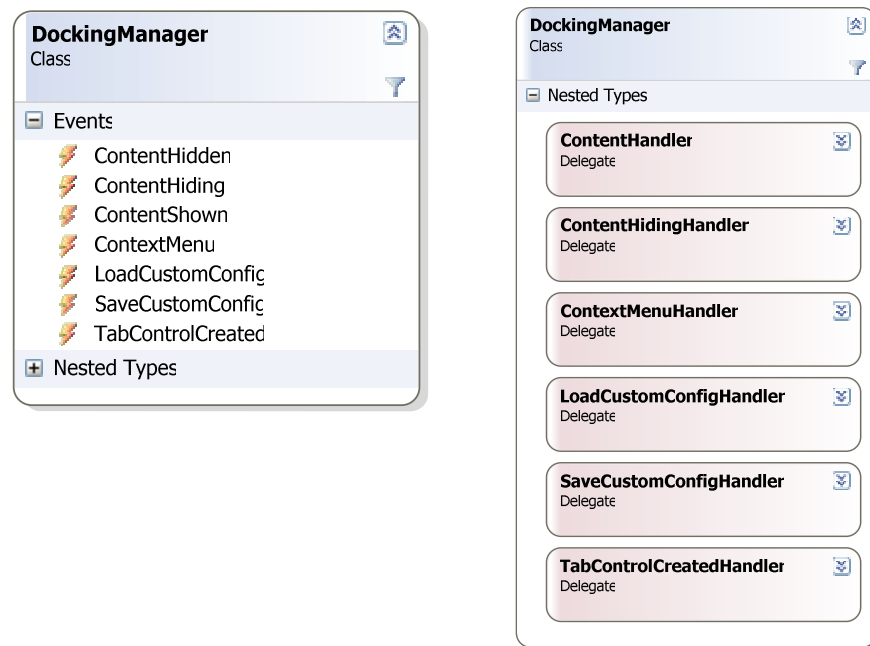 DockingManager
Class
Events
ContentHidden
ContentHiding
ContentShown
ContextMenu
LoadCustomConfig
SaveCustomConfig
TabControlCreated
Nested Types
DockingManager
Class
Nested Types
ContentHandler
Delegate
ContentHidingHandler
Delegate
ContextMenuHandler
Delegate
LoadCustomConfigHandler
Delegate
SaveCustomConfigHandler
Delegate
TabControlCreatedHandler
Delegate